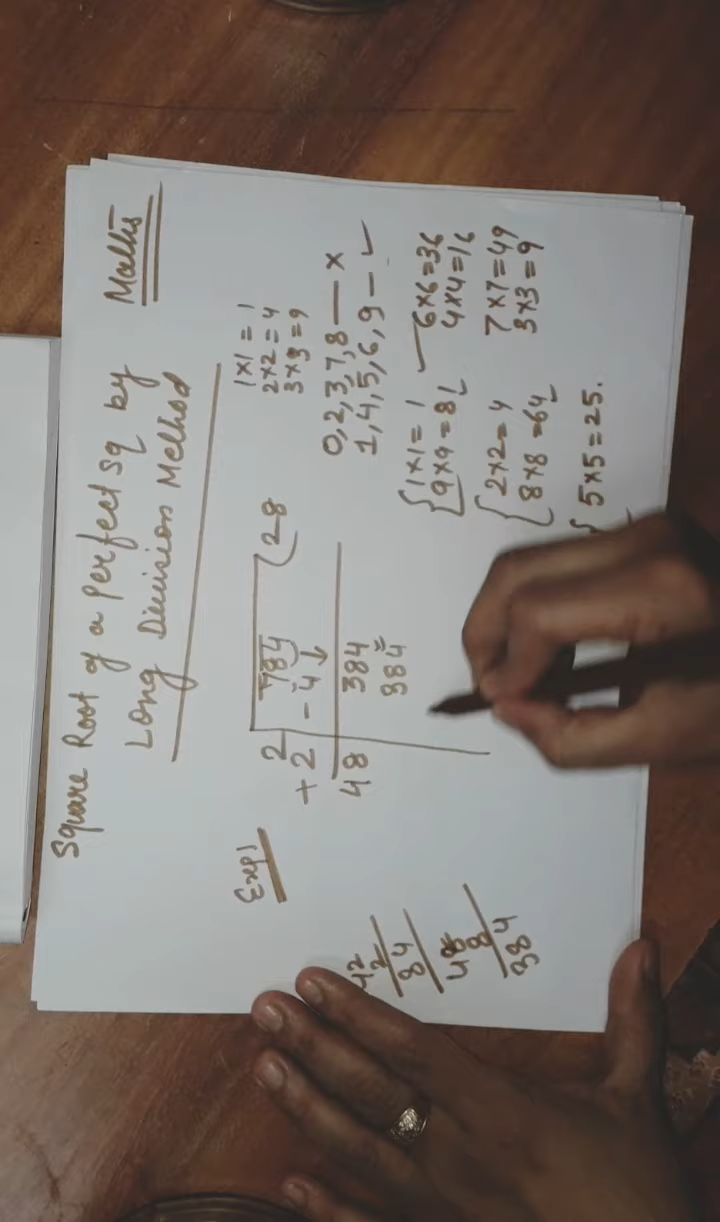 Maths
Square Root of a perfect sq by
Long Division Method
Exp1
2 784 28
+2 -4 ↓
48 384
384
1×1=1
2×2=4
3×3=9
0,2,3,7,8 — ×
1,4,5,6,9 — ✓
{1×1=1
{9×9=81
6×6=36
4×4=16
{2×2=4
{8×8=64
7×7=49
3×3=9
{5×5=25.
42
2
84
48
8
384